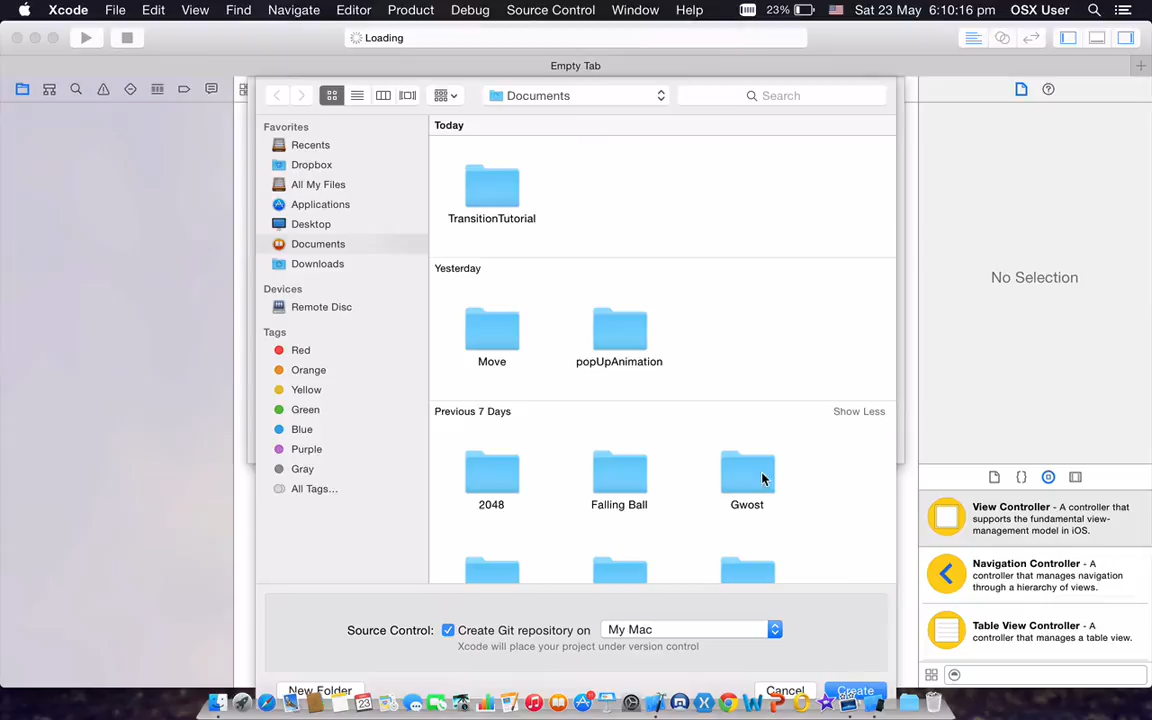 Xcode File Edit View Find Navigate Editor Product Debug Source Control Window Help 23% Sat 23 May 6:10:16 pm OSX User
Loading
Empty Tab
Documents Search
Favorites
Recents
Dropbox
All My Files
Applications
Desktop
Documents
Downloads
Devices
Remote Disc
Tags
Red
Orange
Yellow
Green
Blue
Purple
Gray
All Tags...
Today
TransitionTutorial
Yesterday
Move popUpAnimation
Previous 7 Days Show Less
2048 Falling Ball Gwost
Source Control: Create Git repository on My Mac
Xcode will place your project under version control
New Folder Cancel Create
No Selection
View Controller - A controller that
supports the fundamental view-
management model in iOS.
Navigation Controller - A
controller that manages navigation
through a hierarchy of views.
Table View Controller - A
controller that manages a table view.